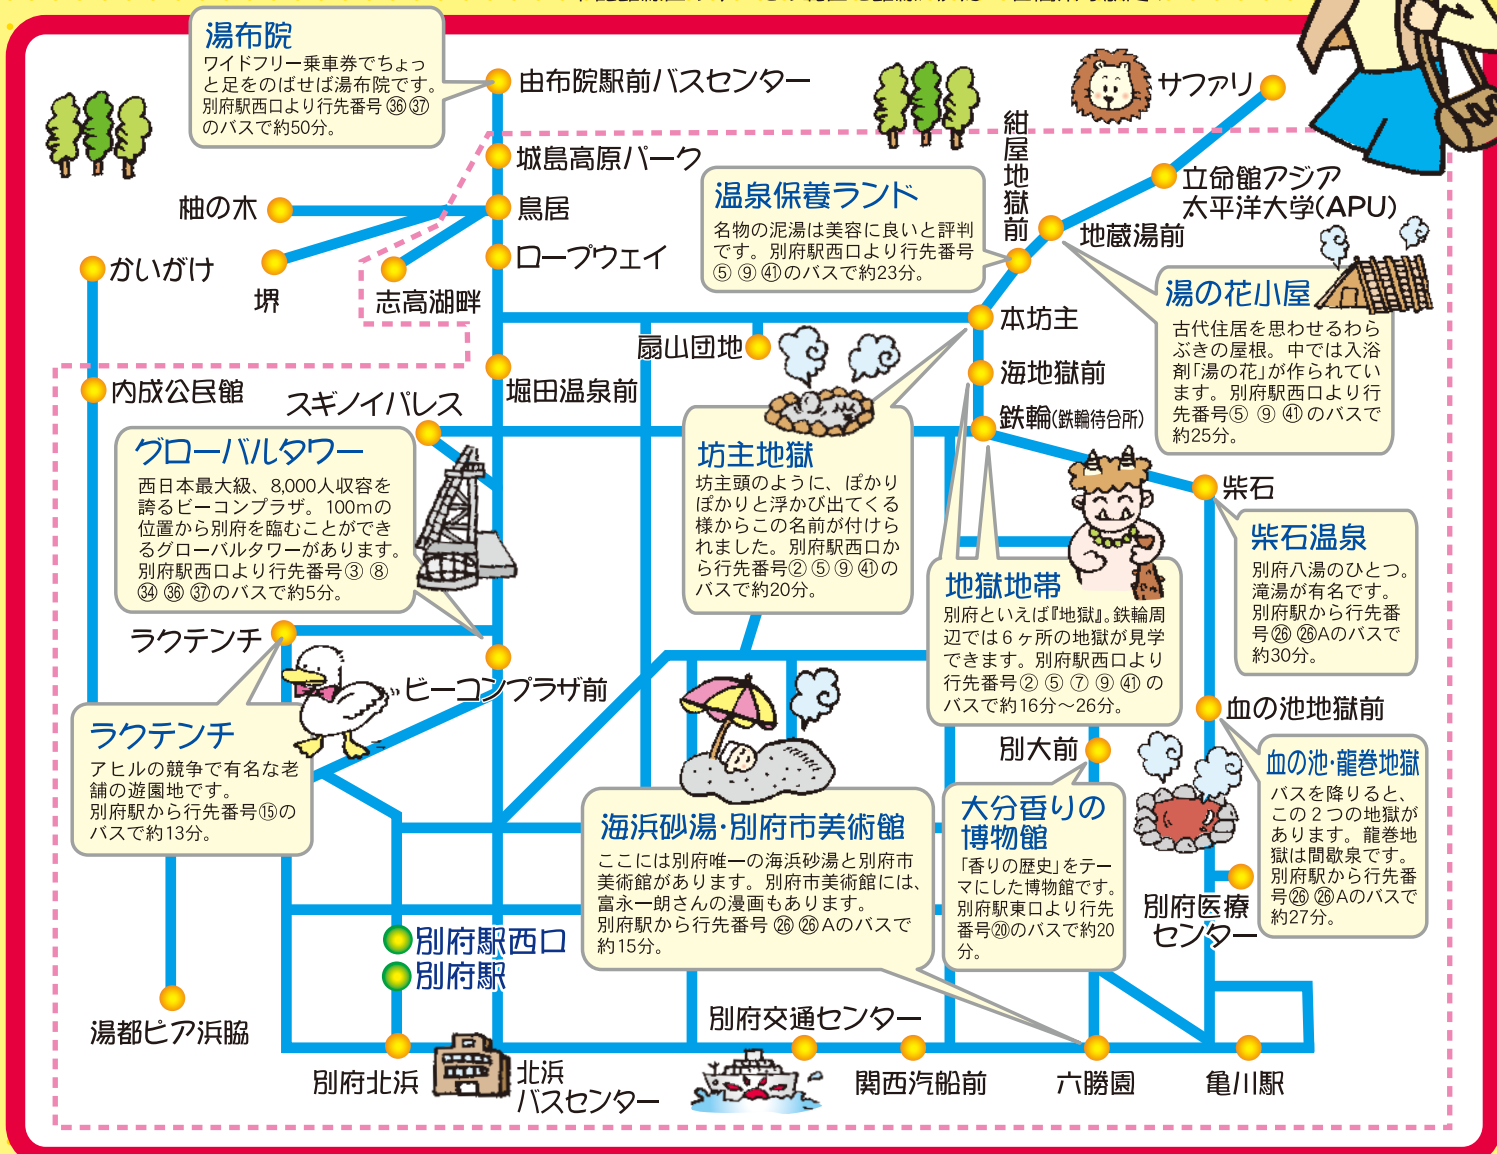 湯布院
ワイドフリー乗車券でちょっ
と足をのばせば湯布院です。
別府駅西口より行先番号㊱㊲
のバスで約50分。
由布院駅前バスセンター
サファリ
城島高原パーク
紺屋地獄前
立命館アジア
太平洋大学(APU)
柚の木
鳥居
温泉保養ランド
名物の泥湯は美容に良いと評判
です。別府駅西口より行先番号
⑤ ⑨ ㊶のバスで約23分。
地蔵湯前
かいがけ
堺
志高湖畔
ロープウェイ
湯の花小屋
古代住居を思わせるわら
ぶきの屋根。中では入浴
剤「湯の花」が作られてい
ます。別府駅西口より行
先番号⑤ ⑨ ㊶のバスで
約25分。
本坊主
扇山団地
海地獄前
内成公民館
スギノイパレス
堀田温泉前
鉄輪(鉄輪待合所)
グローバルタワー
西日本最大級、8,000人収容を
誇るビーコンプラザ。100mの
位置から別府を臨むことができ
るグローバルタワーがあります。
別府駅西口より行先番号③ ⑧
㉞ ㊱ ㊲のバスで約5分。
坊主地獄
坊主頭のように、ぽかり
ぽかりと浮かび出てくる
様からこの名前が付けら
れました。別府駅西口か
ら行先番号②⑤⑨㊶の
バスで約20分。
柴石
柴石温泉
別府八湯のひとつ。
滝湯が有名です。
別府駅から行先番
号㉖ ㉖Aのバスで
約30分。
地獄地帯
別府といえば『地獄』。鉄輪周
辺では6ヶ所の地獄が見学
できます。別府駅西口より
行先番号② ⑤ ⑦ ⑨ ㊶ の
バスで約16分～26分。
ラクテンチ
ビーコンプラザ前
ラクテンチ
アヒルの競争で有名な老
舗の遊園地です。
別府駅から行先番号⑮の
バスで約13分。
血の池地獄前
別大前
血の池・龍巻地獄
バスを降りると、
この2つの地獄が
あります。龍巻地
獄は間歇泉です。
別府駅から行先番
号㉖ ㉖Aのバスで
約27分。
海浜砂湯・別府市美術館
ここには別府唯一の海浜砂湯と別府市
美術館があります。別府市美術館には、
富永一朗さんの漫画もあります。
別府駅から行先番号 ㉖ ㉖ Aのバスで
約15分。
大分香りの
博物館
「香りの歴史」をテー
マにした博物館です。
別府駅東口より行先
番号⑳のバスで約20
分。
別府医療
センター
別府駅西口
別府駅
湯都ピア浜脇
別府北浜
北浜
バスセンター
別府交通センター
関西汽船前
六勝園
亀川駅